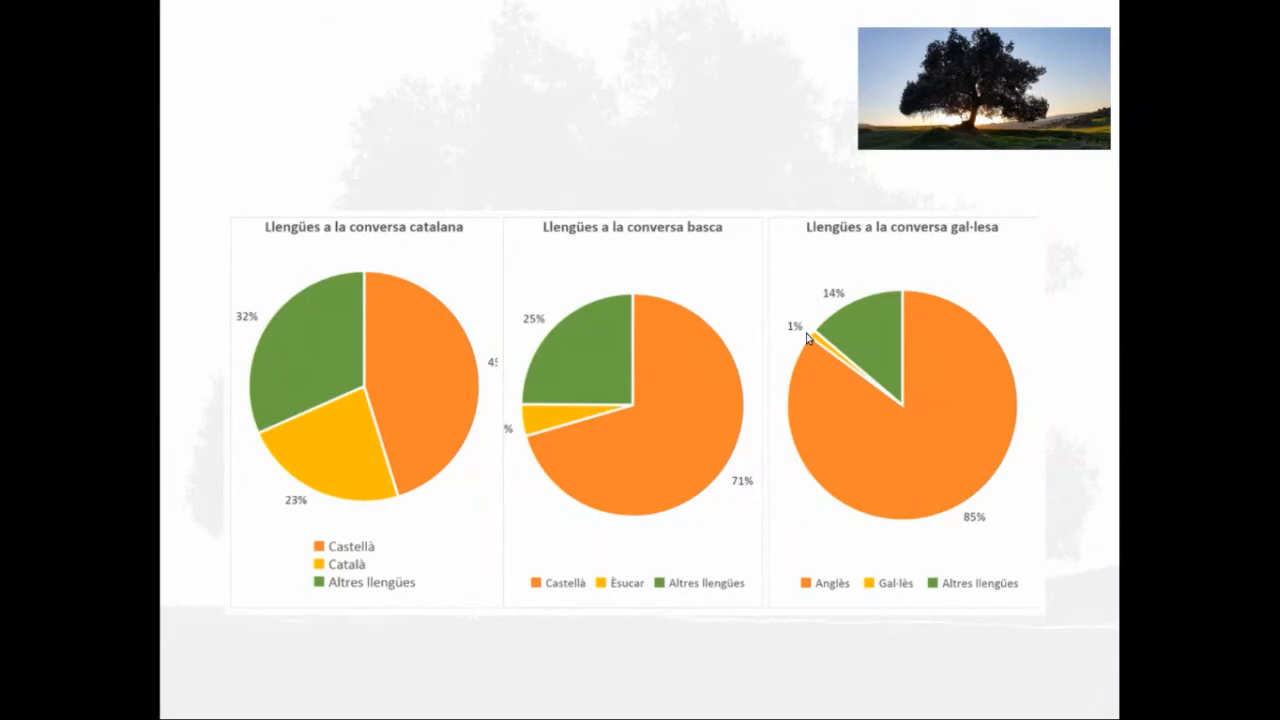 Llengües a la conversa catalana
32%
23%
Castellà
Català
Altres llengües
Llengües a la conversa basca
25%
%
71%
Castellà Èsucar Altres llengües
Llengües a la conversa gal·lesa
14%
1%
85%
Anglès Gal·lès Altres llengües